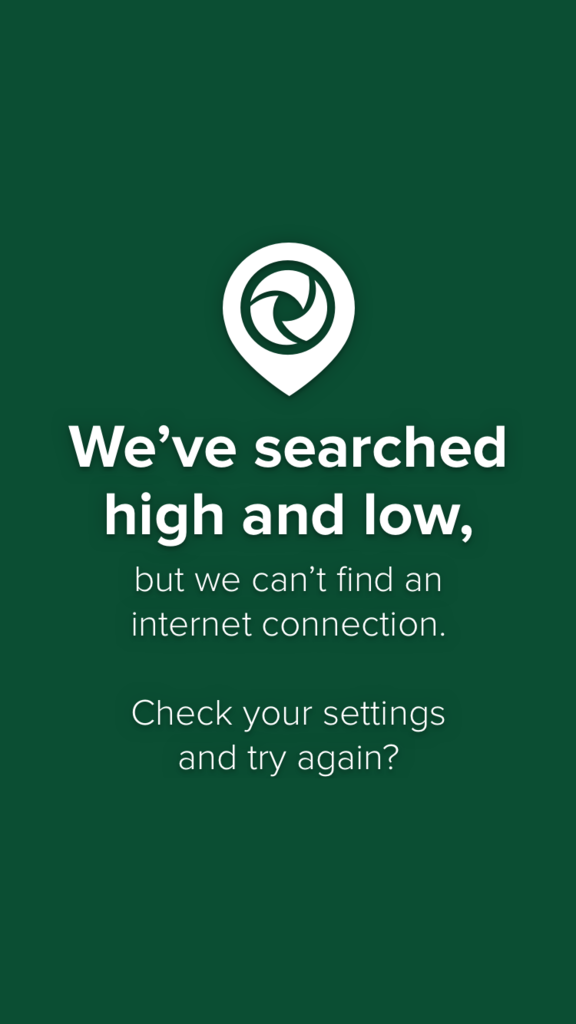 We’ve searched
high and low,
but we can’t find an
internet connection.
Check your settings
and try again?